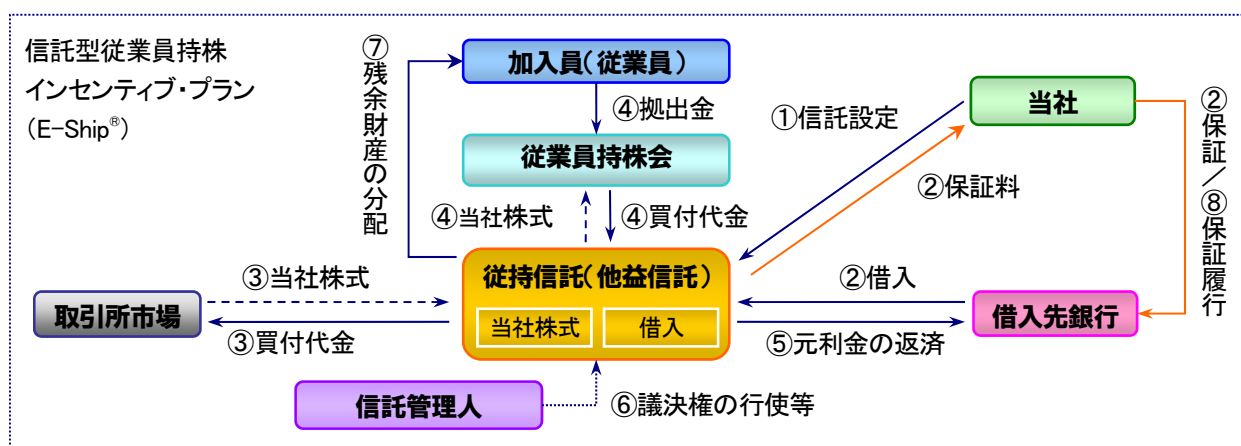 信託型従業員持株
インセンティブ・プラン
（E-Ship®）
⑦残余財産の分配
加入員（従業員）
④拠出金
従業員持株会
④当社株式
④買付代金
①信託設定
当社
②保証料
②保証／⑧保証履行
従持信託（他益信託）
当社株式
借入
③当社株式
取引所市場
③買付代金
②借入
借入先銀行
⑤元利金の返済
信託管理人
⑥議決権の行使等